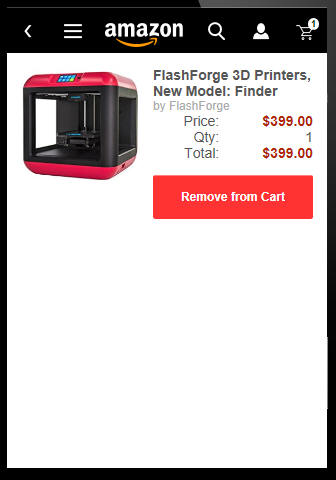 amazon
1
FlashForge 3D Printers,
New Model: Finder
by FlashForge
Price: $399.00
Qty: 1
Total: $399.00
Remove from Cart